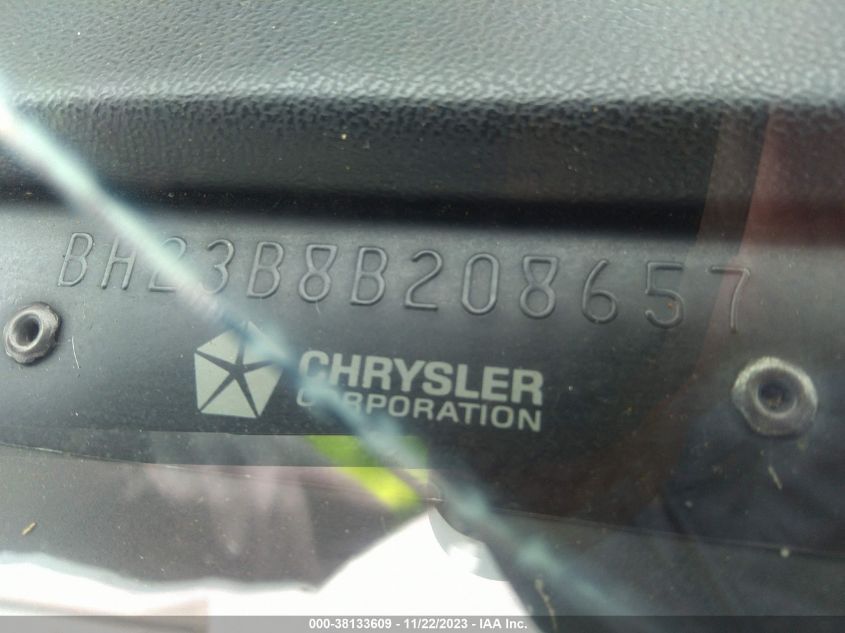 BH23B8B208657
CHRYSLER
CORPORATION
000-38133609 - 11/22/2023 - IAA Inc.